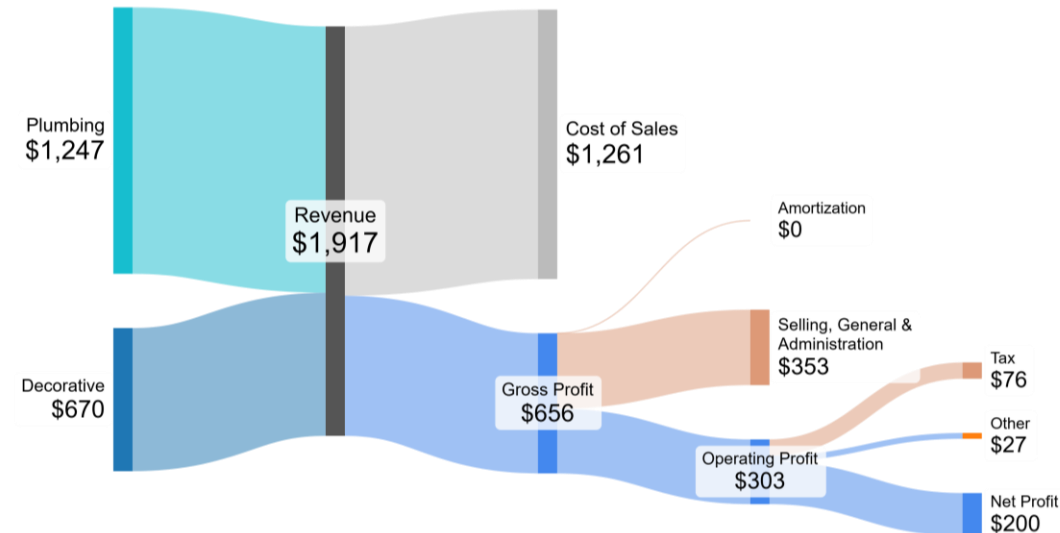 Plumbing
$1,247
Decorative
$670
Revenue
$1,917
Cost of Sales
$1,261
Gross Profit
$656
Amortization
$0
Selling, General &
Administration
$353
Operating Profit
$303
Tax
$76
Other
$27
Net Profit
$200